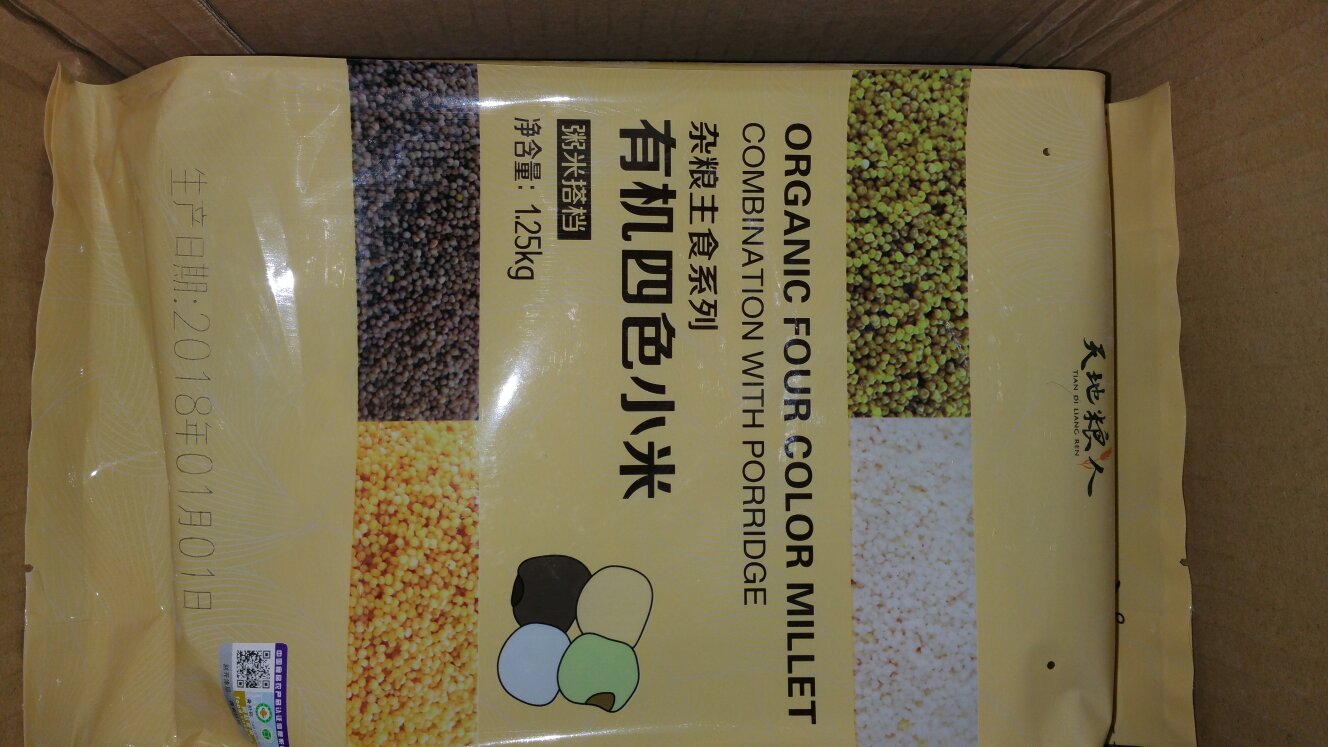 天地粮人
TIAN DI LIANG REN
ORGANIC FOUR COLOR MILLET
COMBINATION WITH PORRIDGE
杂粮主食系列
有机四色小米
粥米搭档
净含量：1.25kg
生产日期:2018年01月01日